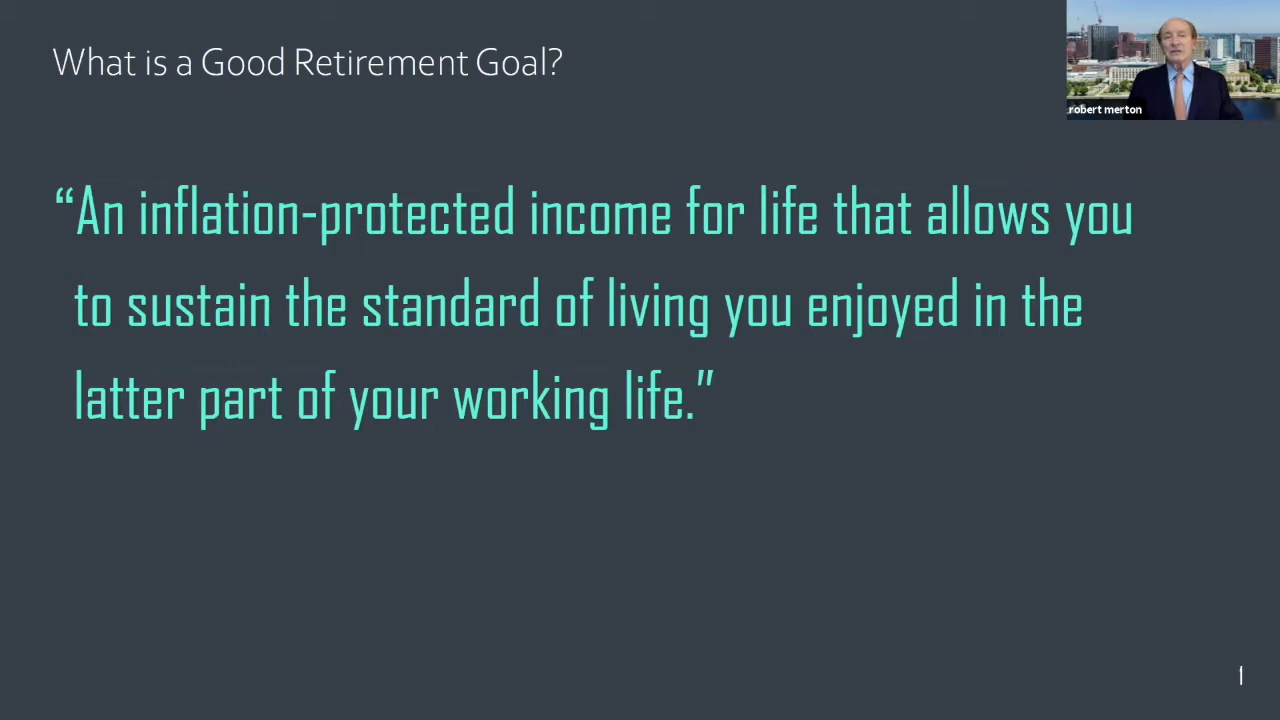 What is a Good Retirement Goal?
robert merton
“An inflation-protected income for life that allows you
to sustain the standard of living you enjoyed in the
latter part of your working life.”
1